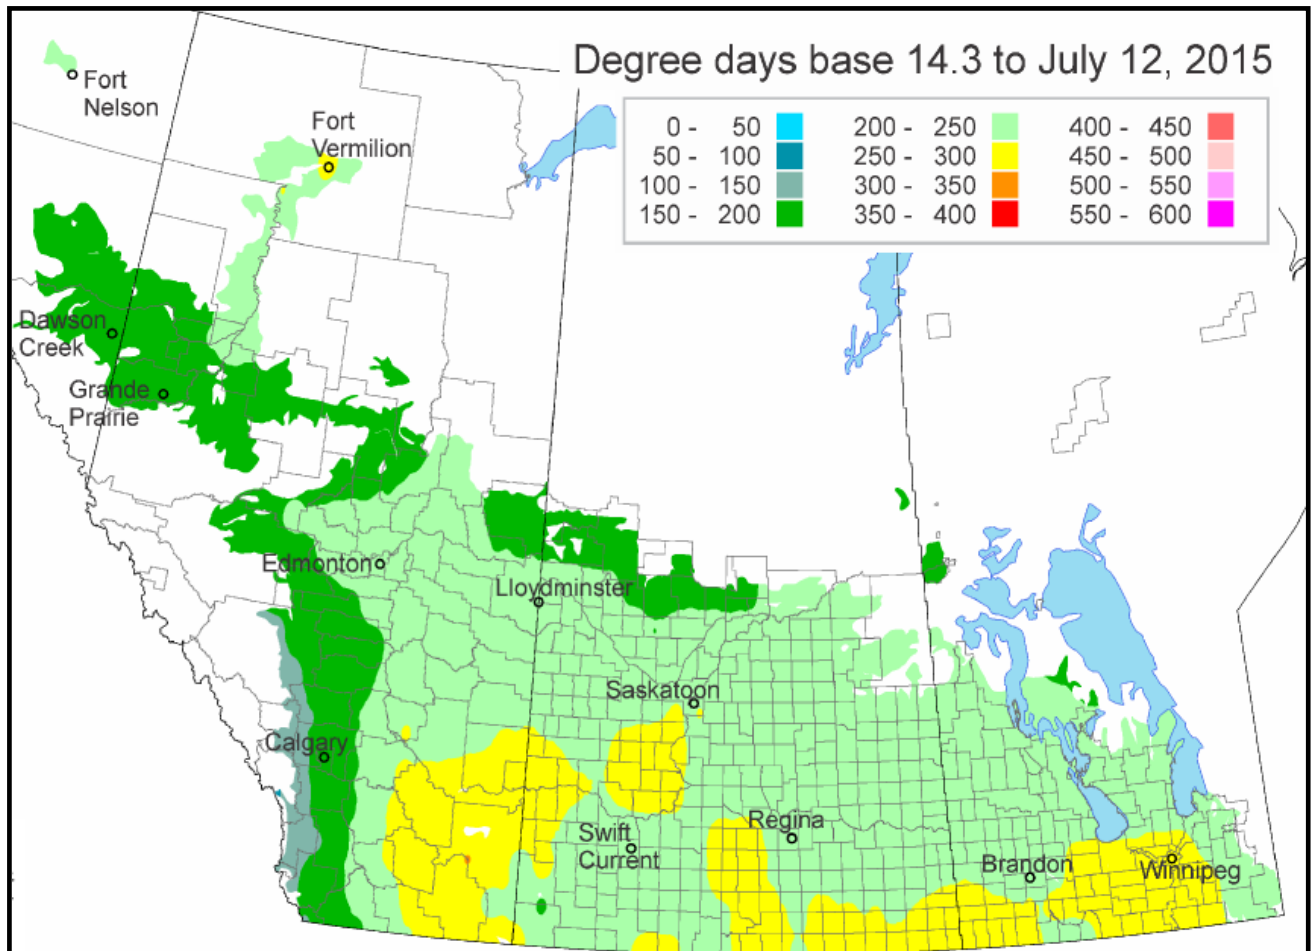 Degree days base 14.3 to July 12, 2015
0 - 50
50 - 100
100 - 150
150 - 200
200 - 250
250 - 300
300 - 350
350 - 400
400 - 450
450 - 500
500 - 550
550 - 600
Fort
Nelson
Fort
Vermilion
Dawson
Creek
Grande
Prairie
Edmonton
Lloydminster
Saskatoon
Calgary
Swift
Current
Regina
Brandon
Winnipeg